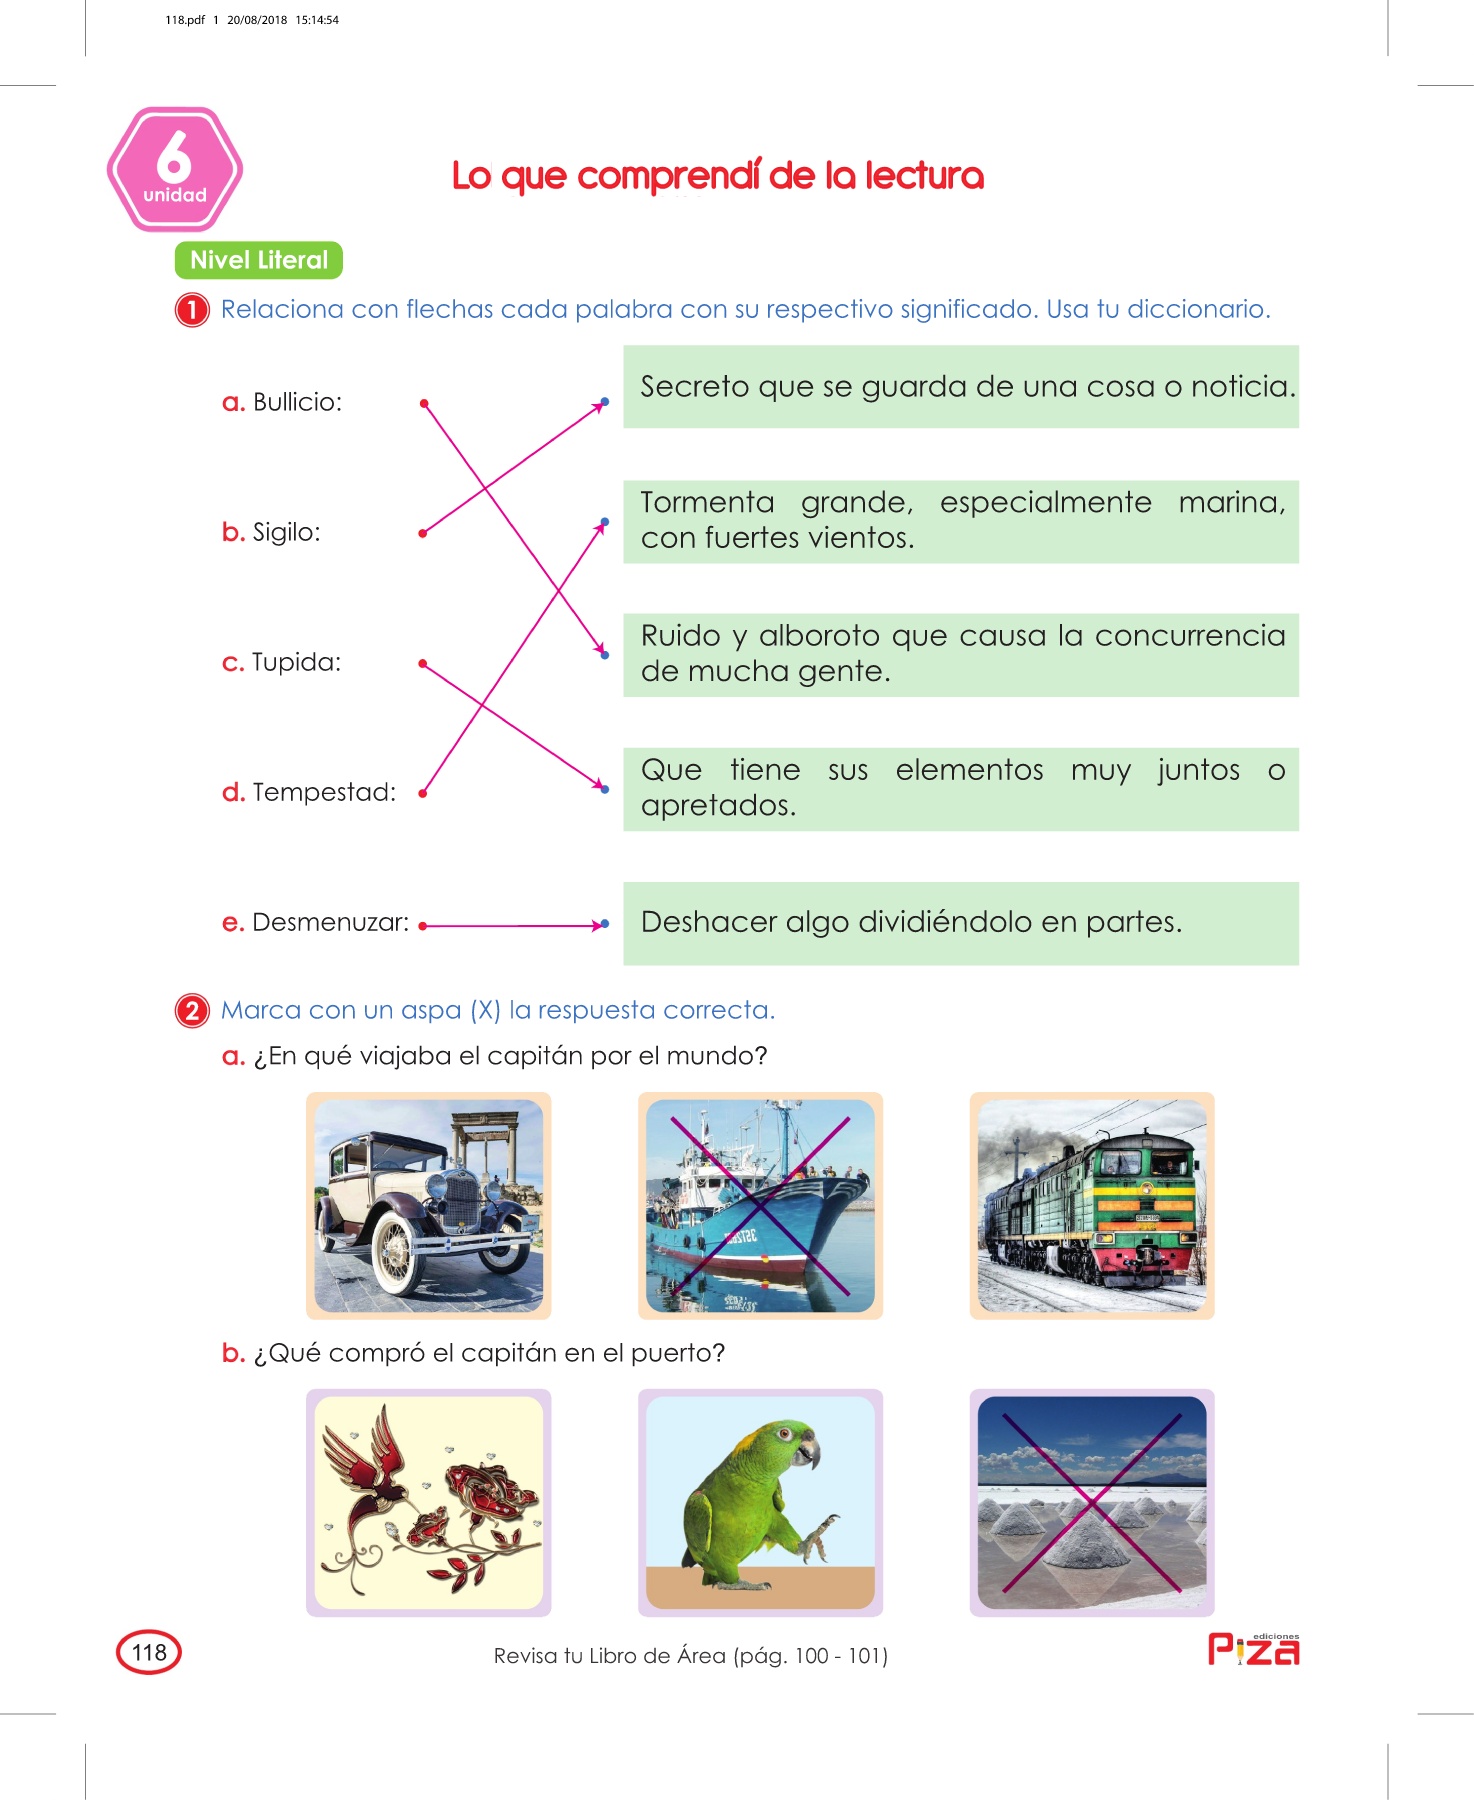 118.pdf 1 20/08/2018 15:14:54
6
unidad
Lo que comprendí de la lectura
Nivel Literal
1 Relaciona con flechas cada palabra con su respectivo significado. Usa tu diccionario.
a. Bullicio:
Secreto que se guarda de una cosa o noticia.
b. Sigilo:
Tormenta grande, especialmente marina,
con fuertes vientos.
c. Tupida:
Ruido y alboroto que causa la concurrencia
de mucha gente.
d. Tempestad:
Que tiene sus elementos muy juntos o
apretados.
e. Desmenuzar:
Deshacer algo dividiéndolo en partes.
2 Marca con un aspa (X) la respuesta correcta.
a. ¿En qué viajaba el capitán por el mundo?
b. ¿Qué compró el capitán en el puerto?
118
Revisa tu Libro de Área (pág. 100 - 101)
ediciones
Piza